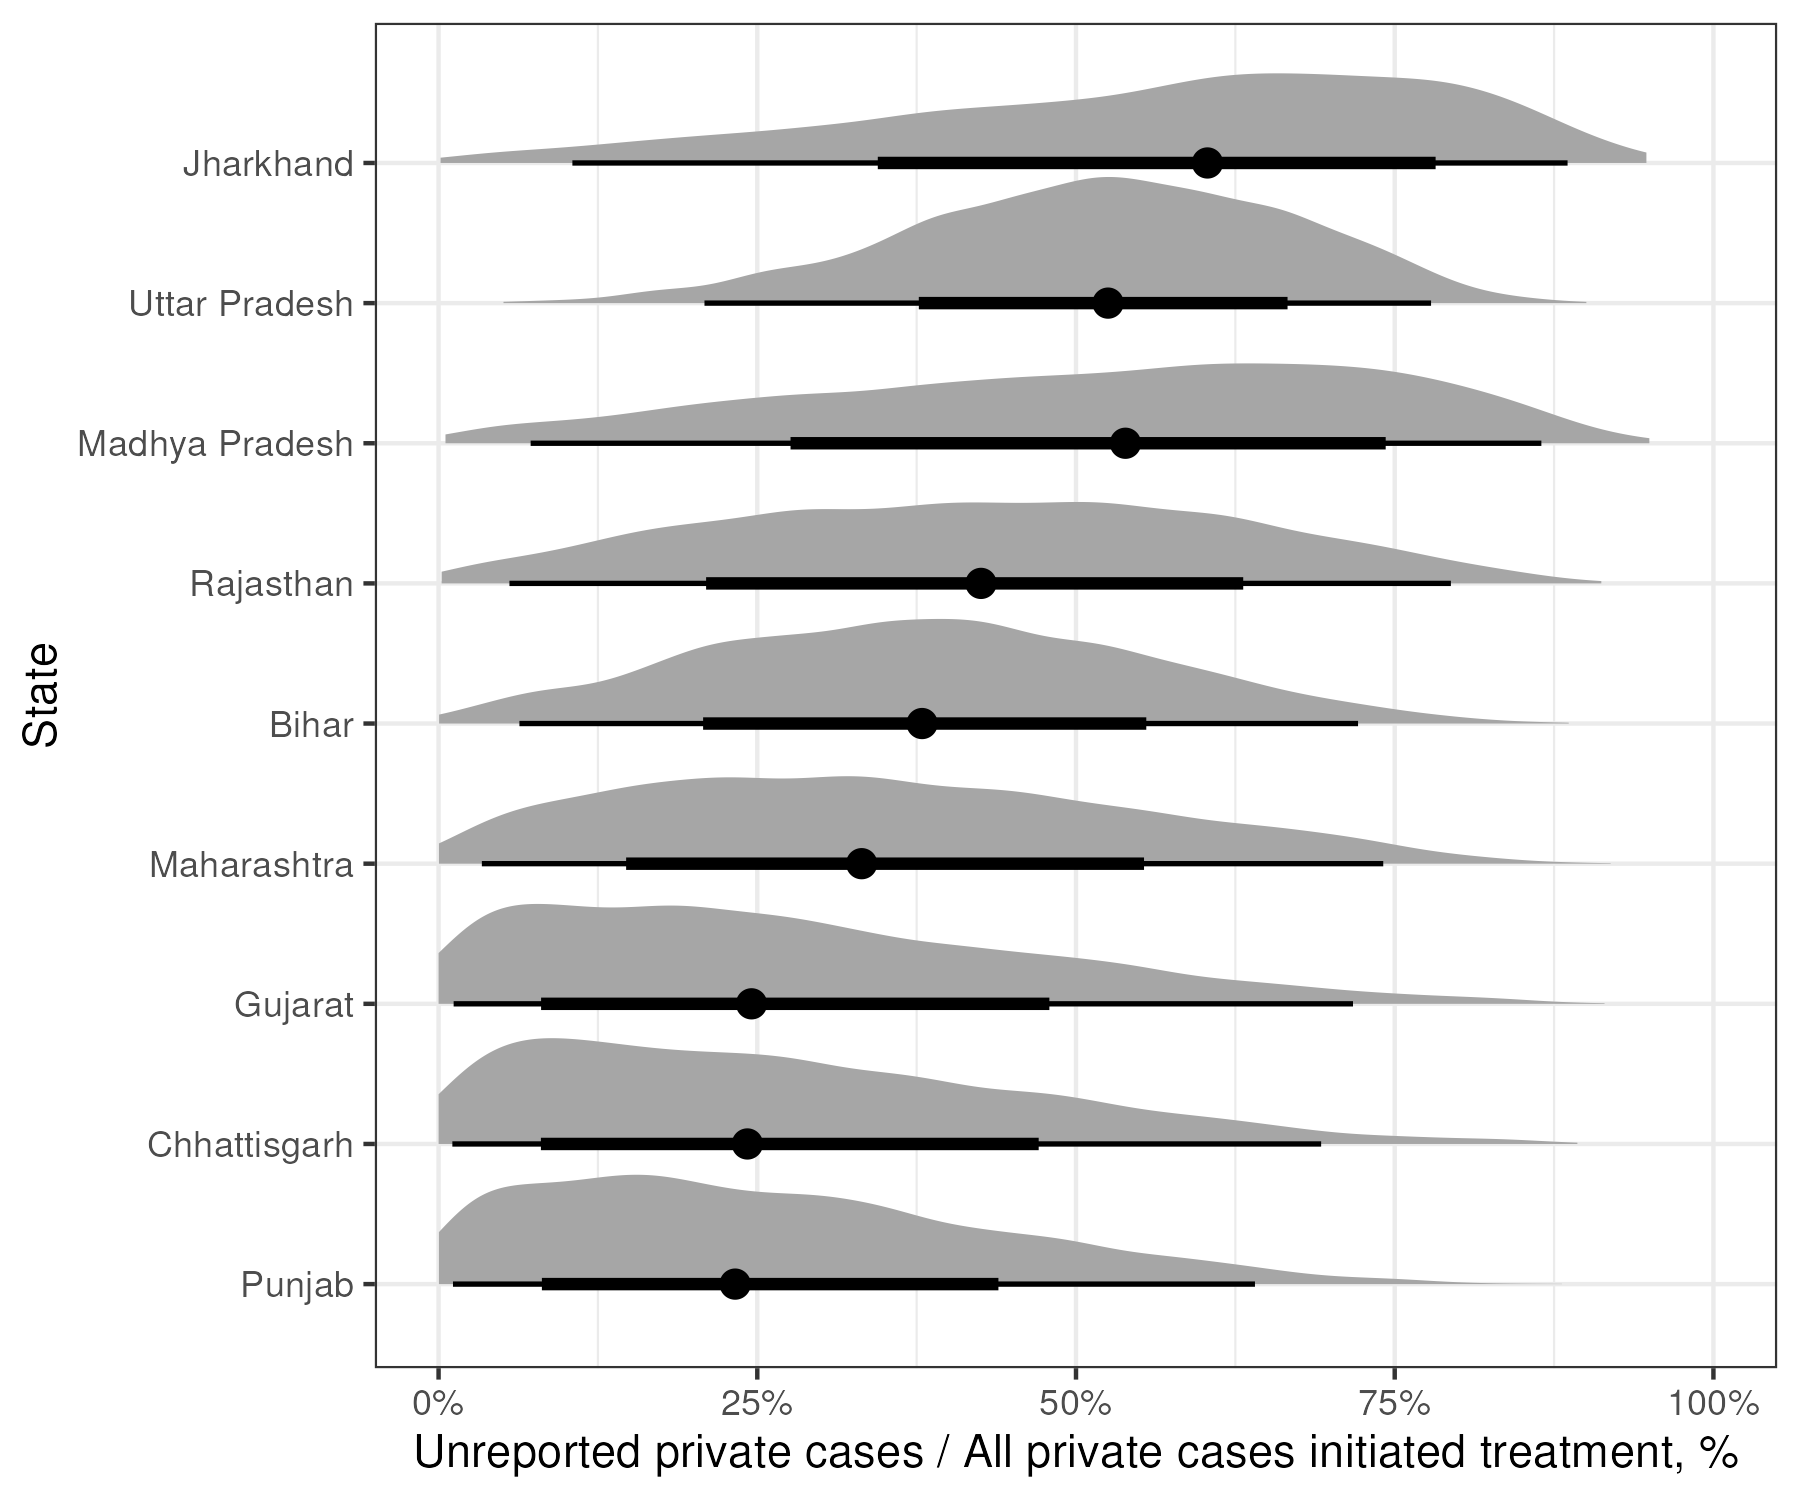 Jharkhand
Uttar Pradesh
Madhya Pradesh
Rajasthan
Bihar
Maharashtra
Gujarat
Chhattisgarh
Punjab
State
0% 25% 50% 75% 100%
Unreported private cases / All private cases initiated treatment, %